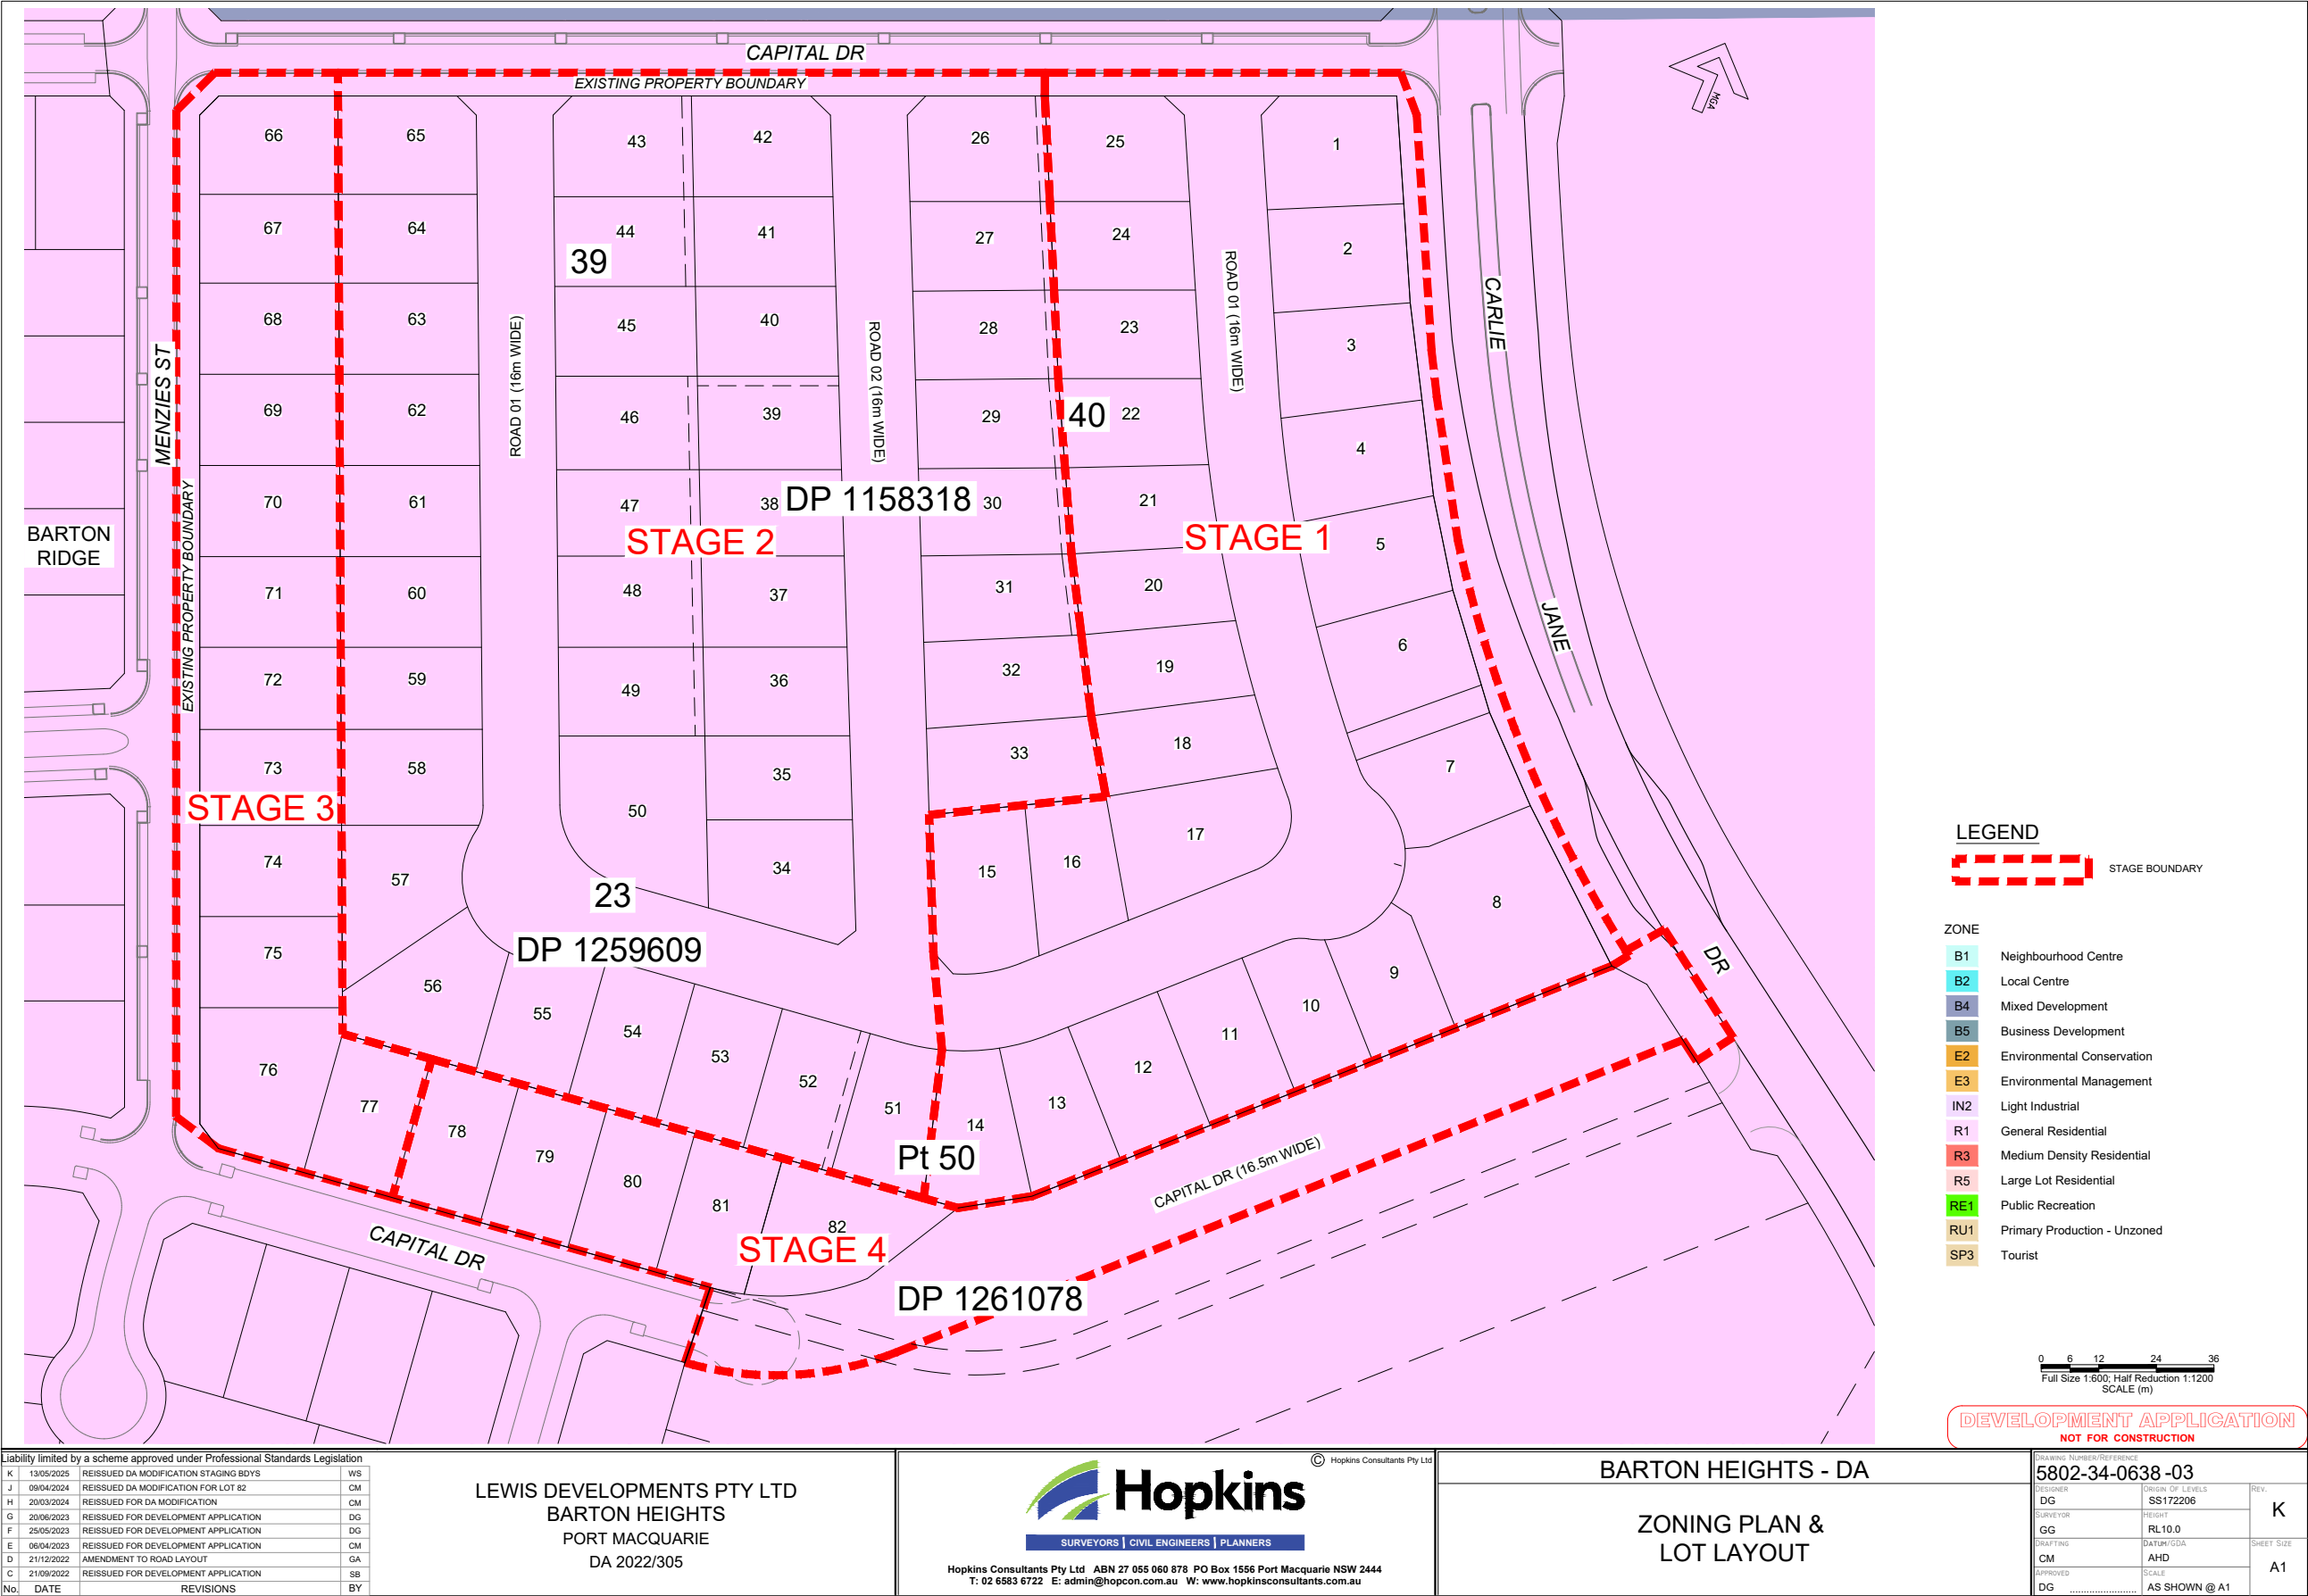 CAPITAL DR
EXISTING PROPERTY BOUNDARY
MGA
66
65
43
42
26
25
1
67
64
44
41
27
24
2
39
68
63
45
40
28
23
3
ROAD 01 (16m WIDE)
ROAD 02 (16m WIDE)
ROAD 01 (16m WIDE)
CARLIE
JANE
DR
MENZIES ST
EXISTING PROPERTY BOUNDARY
69
62
46
39
29
40
22
4
70
61
47
38
DP 1158318
30
21
BARTON
RIDGE
STAGE 2
STAGE 1
5
71
60
48
37
31
20
6
72
59
49
36
32
19
73
58
35
33
18
7
STAGE 3
50
17
74
57
34
15
16
8
23
75
DP 1259609
56
55
54
53
52
51
9
10
11
12
13
14
76
77
78
79
80
81
82
Pt 50
CAPITAL DR (16.5m WIDE)
CAPITAL DR
STAGE 4
DP 1261078
LEGEND
STAGE BOUNDARY
ZONE
B1 Neighbourhood Centre
B2 Local Centre
B4 Mixed Development
B5 Business Development
E2 Environmental Conservation
E3 Environmental Management
IN2 Light Industrial
R1 General Residential
R3 Medium Density Residential
R5 Large Lot Residential
RE1 Public Recreation
RU1 Primary Production - Unzoned
SP3 Tourist
0 6 12 24 36
Full Size 1:600; Half Reduction 1:1200
SCALE (m)
DEVELOPMENT APPLICATION
NOT FOR CONSTRUCTION
Liability limited by a scheme approved under Professional Standards Legislation
K 13/05/2025 REISSUED DA MODIFICATION STAGING BDYS WS
J 09/04/2024 REISSUED DA MODIFICATION FOR LOT 82 CM
H 20/03/2024 REISSUED FOR DA MODIFICATION CM
G 20/06/2023 REISSUED FOR DEVELOPMENT APPLICATION DG
F 25/05/2023 REISSUED FOR DEVELOPMENT APPLICATION DG
E 06/04/2023 REISSUED FOR DEVELOPMENT APPLICATION CM
D 21/12/2022 AMENDMENT TO ROAD LAYOUT GA
C 21/09/2022 REISSUED FOR DEVELOPMENT APPLICATION SB
No. DATE REVISIONS BY
LEWIS DEVELOPMENTS PTY LTD
BARTON HEIGHTS
PORT MACQUARIE
DA 2022/305
© Hopkins Consultants Pty Ltd
Hopkins
SURVEYORS | CIVIL ENGINEERS | PLANNERS
Hopkins Consultants Pty Ltd ABN 27 055 060 878 PO Box 1556 Port Macquarie NSW 2444
T: 02 6583 6722 E: admin@hopcon.com.au W: www.hopkinsconsultants.com.au
BARTON HEIGHTS - DA
ZONING PLAN &
LOT LAYOUT
DRAWING NUMBER/REFERENCE
5802-34-0638 -03
DESIGNER
DG
ORIGIN OF LEVELS
SS172206
REV.
K
SURVEYOR
GG
HEIGHT
RL10.0
DRAFTING
CM
DATUM/GDA
AHD
SHEET SIZE
A1
APPROVED
DG ........................
SCALE
AS SHOWN @ A1